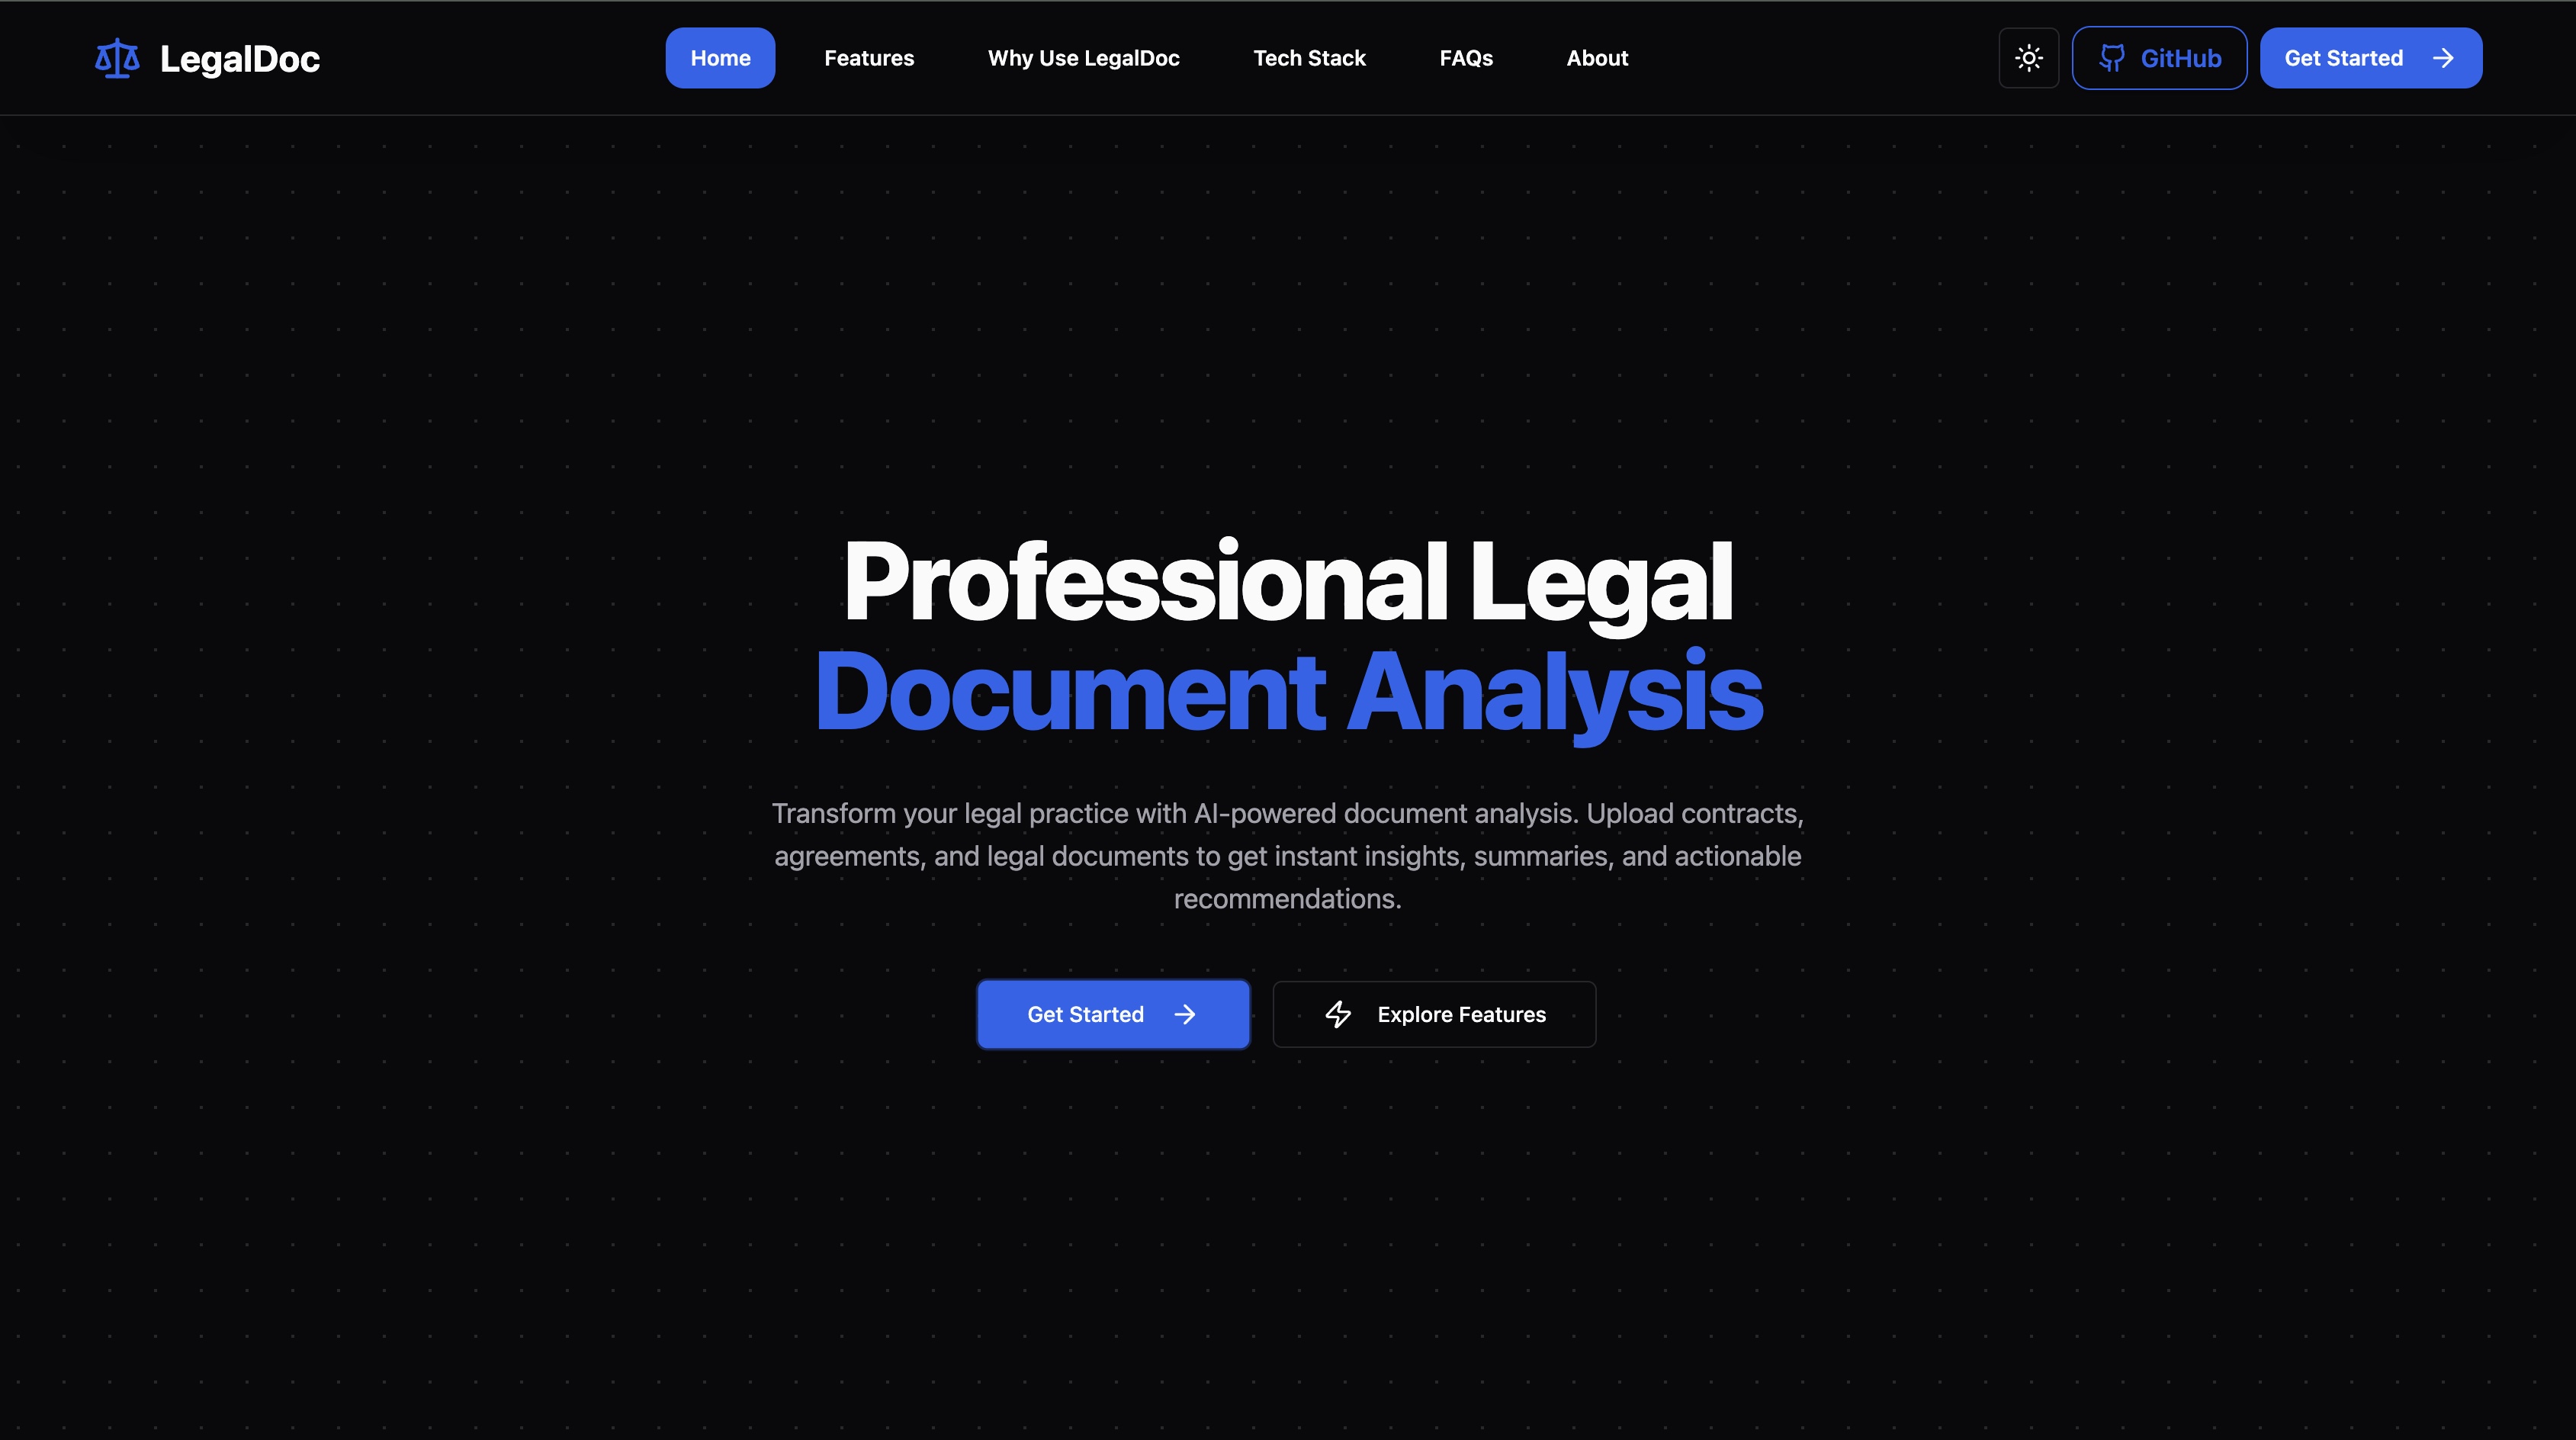 LegalDoc
Home
Features
Why Use LegalDoc
Tech Stack
FAQs
About
GitHub
Get Started
Professional Legal
Document Analysis
Transform your legal practice with AI-powered document analysis. Upload contracts,
agreements, and legal documents to get instant insights, summaries, and actionable
recommendations.
Get Started
Explore Features